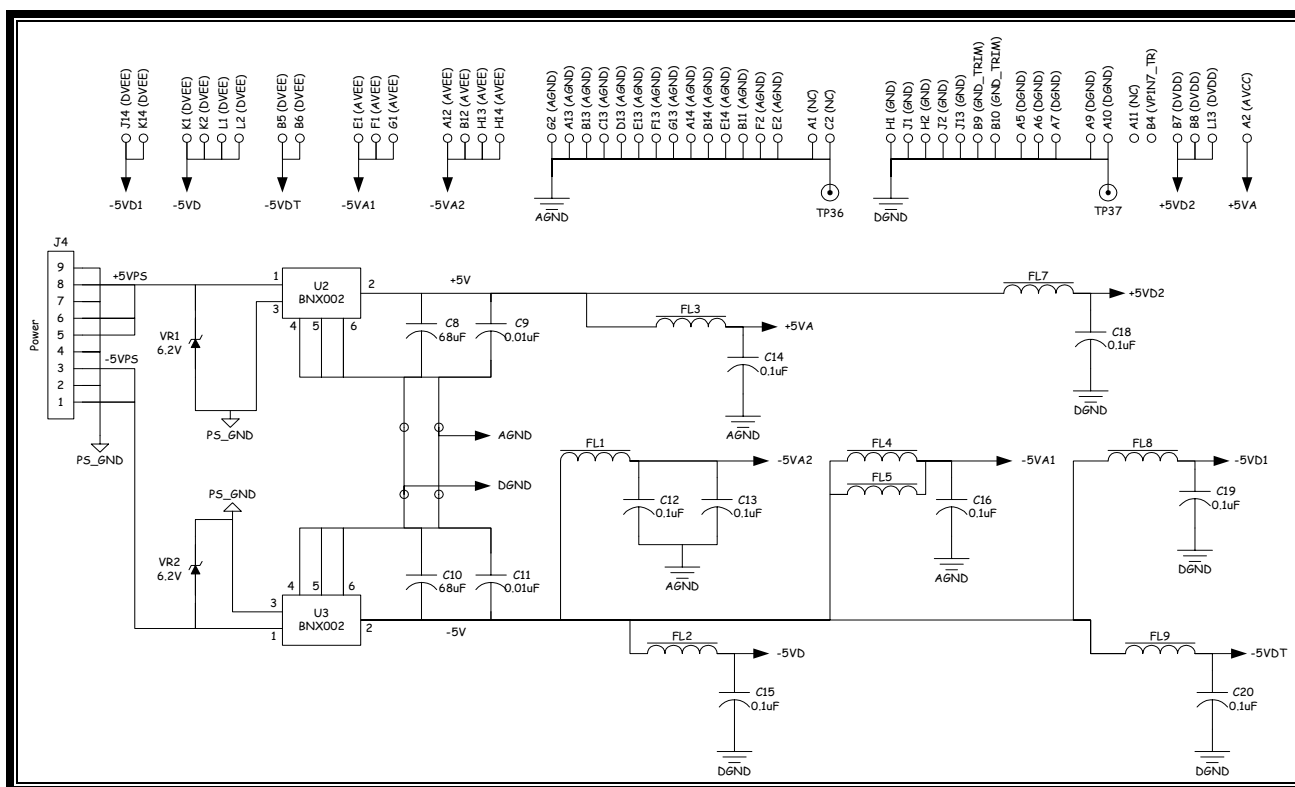 J14 (DVEE)
K14 (DVEE)
K1 (DVEE)
K2 (DVEE)
L1 (DVEE)
L2 (DVEE)
B5 (DVEE)
B6 (DVEE)
E1 (AVEE)
F1 (AVEE)
G1 (AVEE)
A12 (AVEE)
B12 (AVEE)
H13 (AVEE)
H14 (AVEE)
G2 (AGND)
A13 (AGND)
B13 (AGND)
C13 (AGND)
D13 (AGND)
E13 (AGND)
F13 (AGND)
G13 (AGND)
A14 (AGND)
B14 (AGND)
E14 (AGND)
B11 (AGND)
F2 (AGND)
E2 (AGND)
A1 (NC)
C2 (NC)
H1 (GND)
J1 (GND)
H2 (GND)
J2 (GND)
J13 (GND)
B9 (GND_TRIM)
B10 (GND_TRIM)
A5 (DGND)
A6 (DGND)
A7 (DGND)
A9 (DGND)
A10 (DGND)
A11 (NC)
B4 (VP1N7_TR)
B7 (DVDD)
B8 (DVDD)
L13 (DVDD)
A2 (AVCC)
-5VD1
-5VD
-5VDT
-5VA1
-5VA2
AGND
TP36
DGND
TP37
+5VD2
+5VA
J4
Power
9
8
7
6
5
4
3
2
1
+5VPS
-5VPS
PS_GND
VR1
6.2V
PS_GND
1
3
U2
BNX002
2
4
5
6
+5V
C8
68uF
C9
0.01uF
FL3
+5VA
C14
0.1uF
AGND
FL7
+5VD2
C18
0.1uF
DGND
AGND
DGND
PS_GND
VR2
6.2V
3
1
U3
BNX002
4
5
6
2
-5V
C10
68uF
C11
0.01uF
FL1
-5VA2
C12
0.1uF
C13
0.1uF
AGND
FL4
FL5
-5VA1
C16
0.1uF
AGND
FL8
-5VD1
C19
0.1uF
DGND
FL2
-5VD
C15
0.1uF
DGND
FL9
-5VDT
C20
0.1uF
DGND